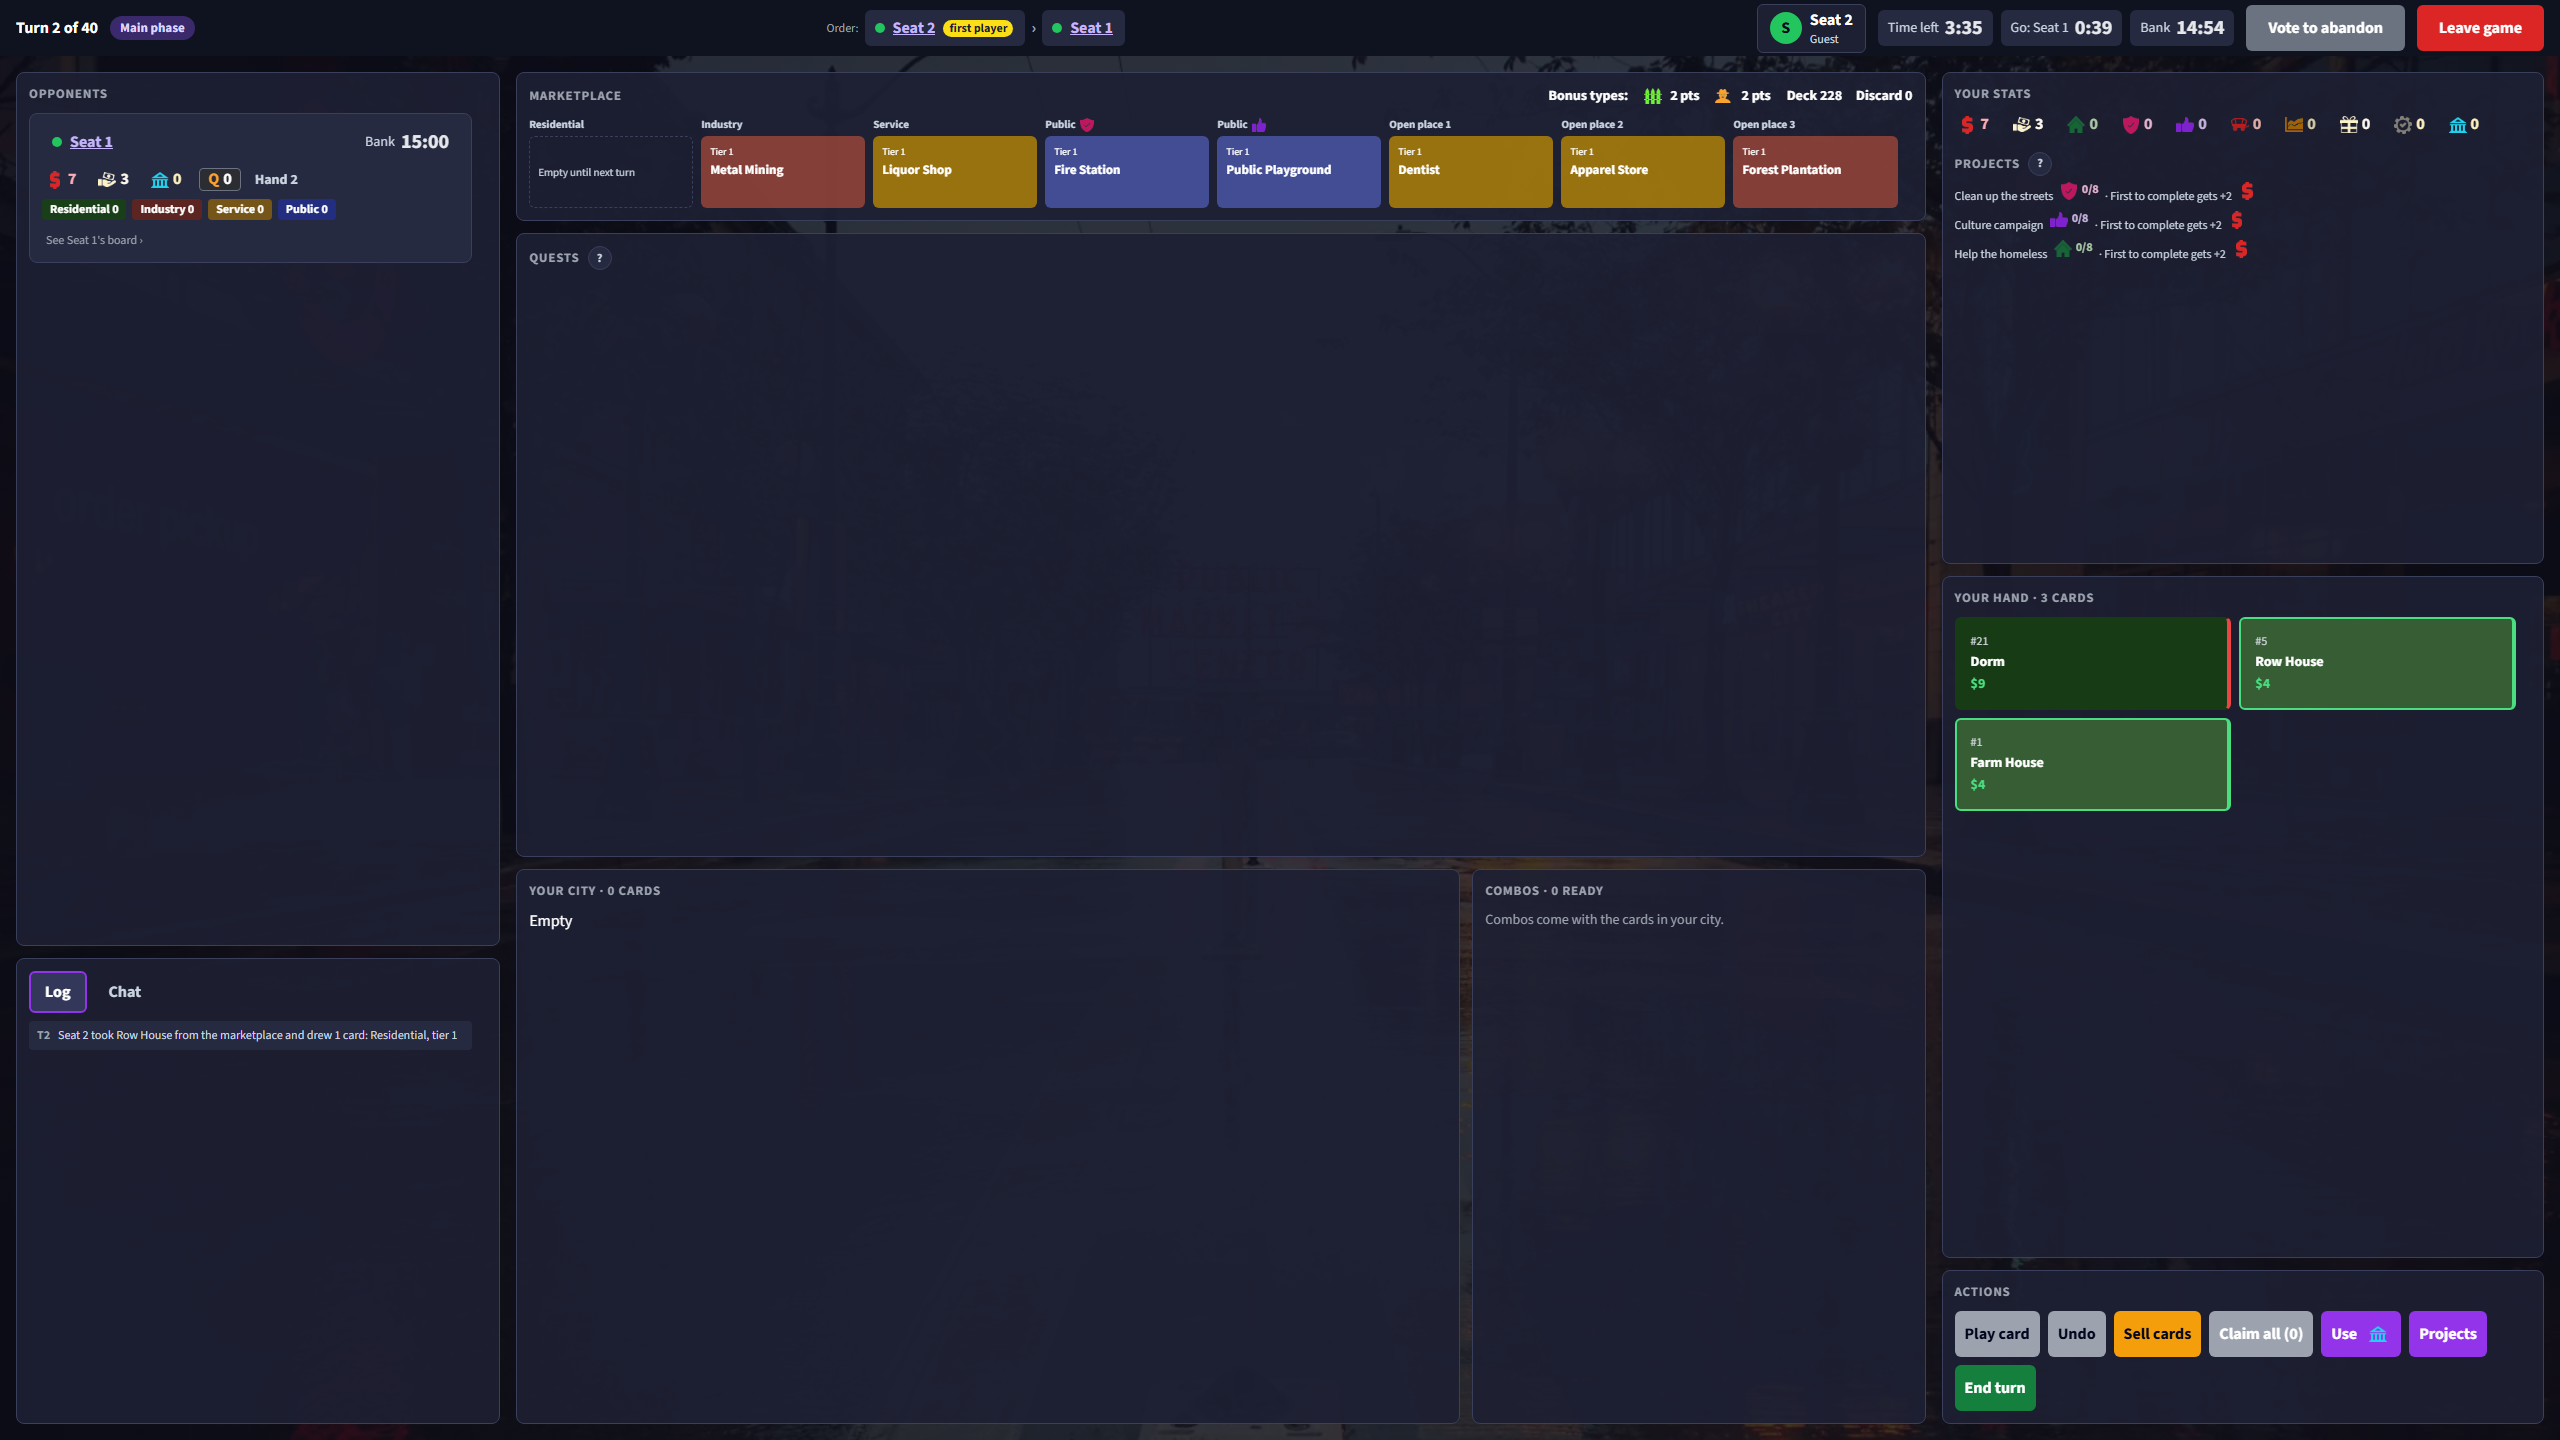 Turn 2 of 40 Main phase
Order: Seat 2 first player › Seat 1
S Seat 2 Guest
Time left 3:35
Go: Seat 1 0:39
Bank 14:54
Vote to abandon
Leave game
OPPONENTS
Seat 1 Bank 15:00
7 3 0 Q 0 Hand 2
Residential 0 Industry 0 Service 0 Public 0
See Seat 1's board ›
Log Chat
T2 Seat 2 took Row House from the marketplace and drew 1 card: Residential, tier 1
MARKETPLACE
Bonus types: 2 pts 2 pts Deck 228 Discard 0
Residential
Empty until next turn
Industry
Tier 1
Metal Mining
Service
Tier 1
Liquor Shop
Public
Tier 1
Fire Station
Public
Tier 1
Public Playground
Open place 1
Tier 1
Dentist
Open place 2
Tier 1
Apparel Store
Open place 3
Tier 1
Forest Plantation
QUESTS ?
YOUR CITY · 0 CARDS
Empty
COMBOS · 0 READY
Combos come with the cards in your city.
YOUR STATS
$ 7 3 0 0 0 0 0 0 0 0
PROJECTS ?
Clean up the streets 0/8 · First to complete gets +2 $
Culture campaign 0/8 · First to complete gets +2 $
Help the homeless 0/8 · First to complete gets +2 $
YOUR HAND · 3 CARDS
#21
Dorm
$9
#5
Row House
$4
#1
Farm House
$4
ACTIONS
Play card Undo Sell cards Claim all (0) Use Projects
End turn